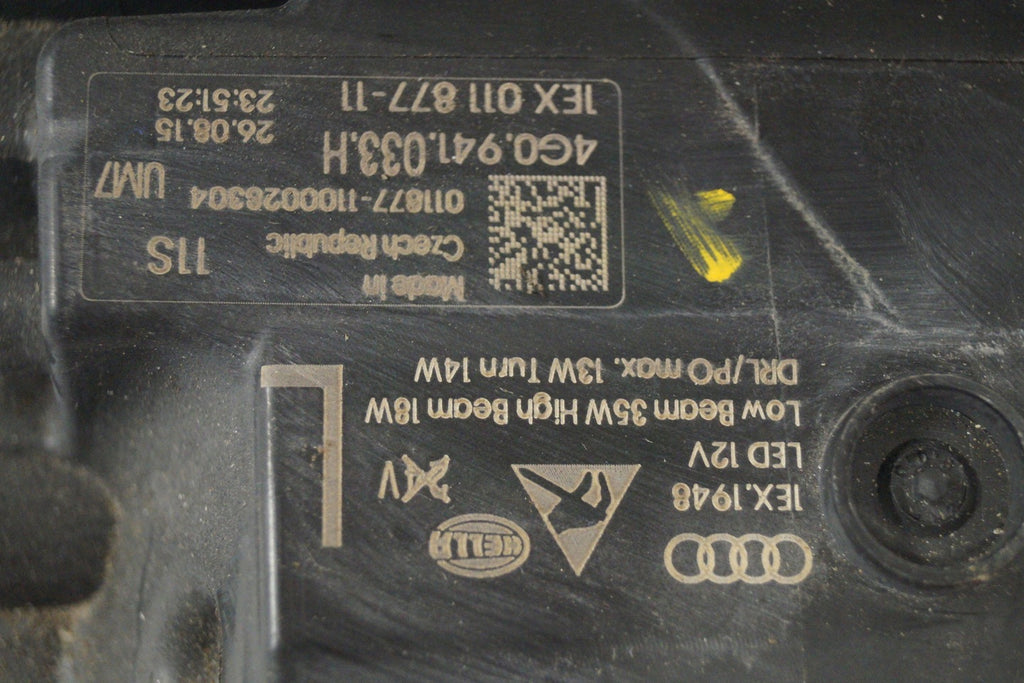 HELLA
24V
1EX.1948
LED 12V
Low Beam 35W High Beam 18W
DRL/PO max. 13W Turn 14W
L
Made in
Czech Republic
11S
011877-1100026304
UM7
4G0.941.033.H
26.08.15
1EX 011 877-11
23:51:23